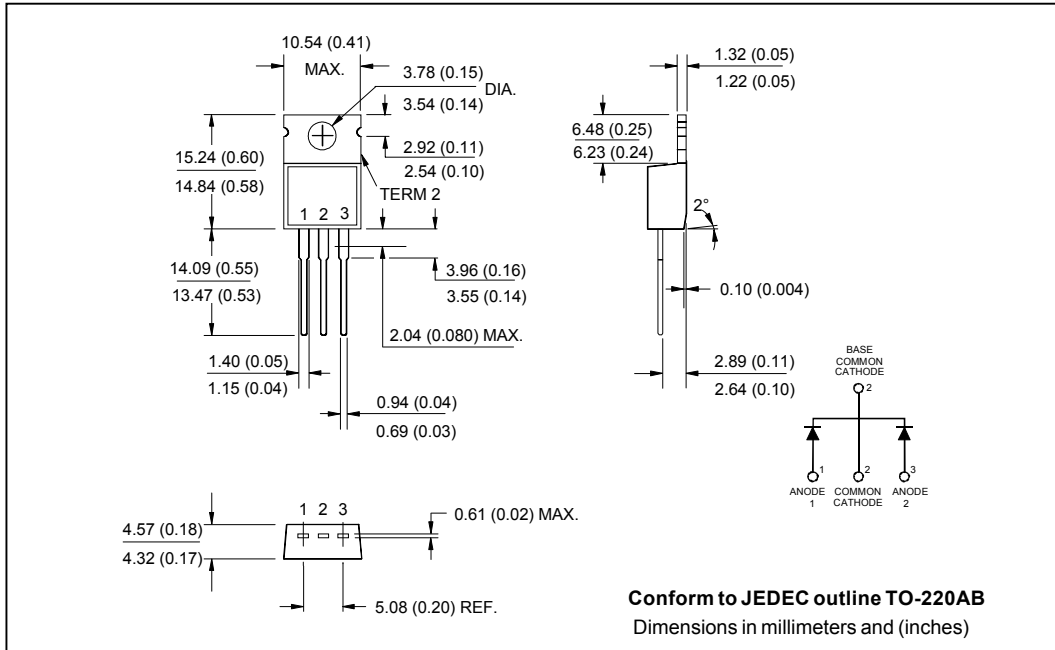 10.54 (0.41)
MAX.
3.78 (0.15)
3.54 (0.14)
DIA.
15.24 (0.60)
14.84 (0.58)
2.92 (0.11)
2.54 (0.10)
TERM 2
1 2 3
14.09 (0.55)
13.47 (0.53)
3.96 (0.16)
3.55 (0.14)
2.04 (0.080) MAX.
1.40 (0.05)
1.15 (0.04)
0.94 (0.04)
0.69 (0.03)
1.32 (0.05)
1.22 (0.05)
6.48 (0.25)
6.23 (0.24)
2°
0.10 (0.004)
2.89 (0.11)
2.64 (0.10)
BASE
COMMON
CATHODE
2
1 2 3
ANODE COMMON ANODE
1 CATHODE 2
1 2 3
4.57 (0.18)
4.32 (0.17)
0.61 (0.02) MAX.
5.08 (0.20) REF.
Conform to JEDEC outline TO-220AB
Dimensions in millimeters and (inches)